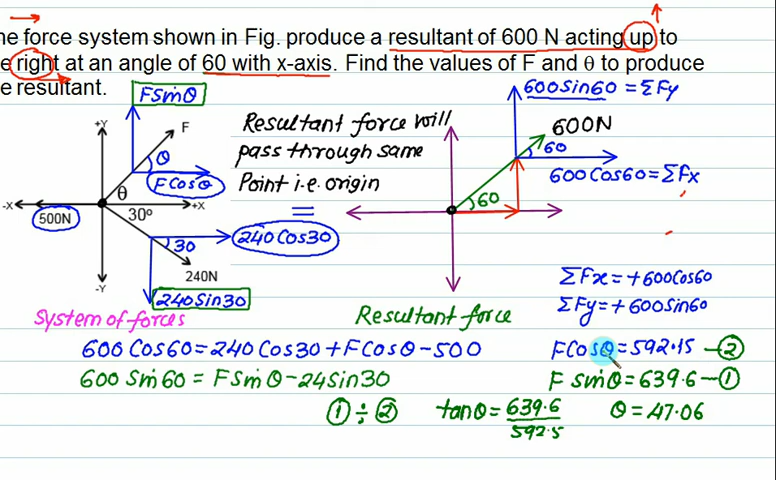 he force system shown in Fig. produce a resultant of 600 N acting up to
e right at an angle of 60 with x-axis. Find the values of F and θ to produce
e resultant.
FSinθ
600Sin60 = ΣFy
+Y
F
Resultant force will
600N
θ
60
pass through same
FCosθ
600 Cos60 = ΣFx
θ
Point i.e. origin
60
-X
+X
500N
30⁰
=
30
240Cos30
240N
-Y
240Sin30
ΣFx = +600Cos60
ΣFy = +600Sin60
System of forces
Resultant force
600 Cos60 = 240 Cos30 + FCosθ - 500
FCosθ = 592.15 - ②
600 Sin60 = FSinθ - 24Sin30
F Sinθ = 639.6 - ①
① ÷ ②
tanθ = 639.6
592.5
θ = 47.06